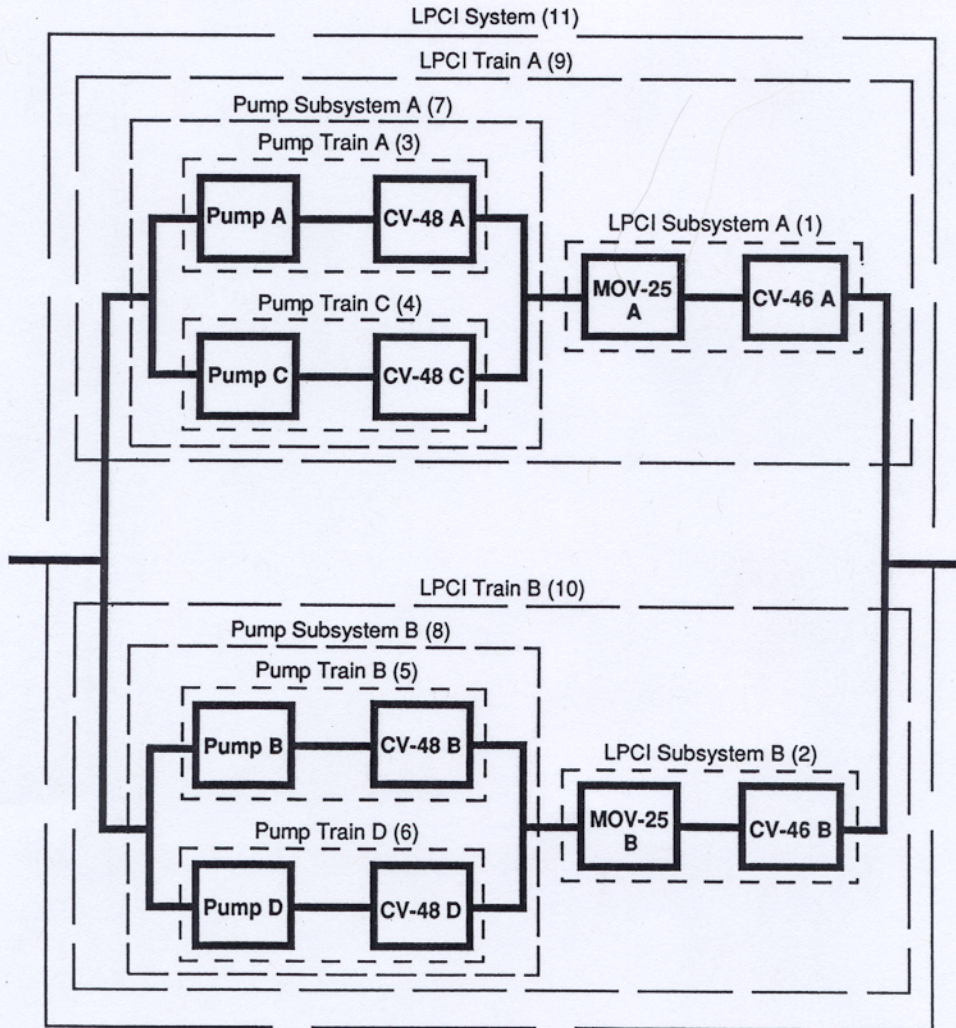 LPCI System (11)
LPCI Train A (9)
Pump Subsystem A (7)
Pump Train A (3)
Pump A
CV-48 A
LPCI Subsystem A (1)
MOV-25
A
CV-46 A
Pump Train C (4)
Pump C
CV-48 C
LPCI Train B (10)
Pump Subsystem B (8)
Pump Train B (5)
Pump B
CV-48 B
LPCI Subsystem B (2)
MOV-25
B
CV-46 B
Pump Train D (6)
Pump D
CV-48 D